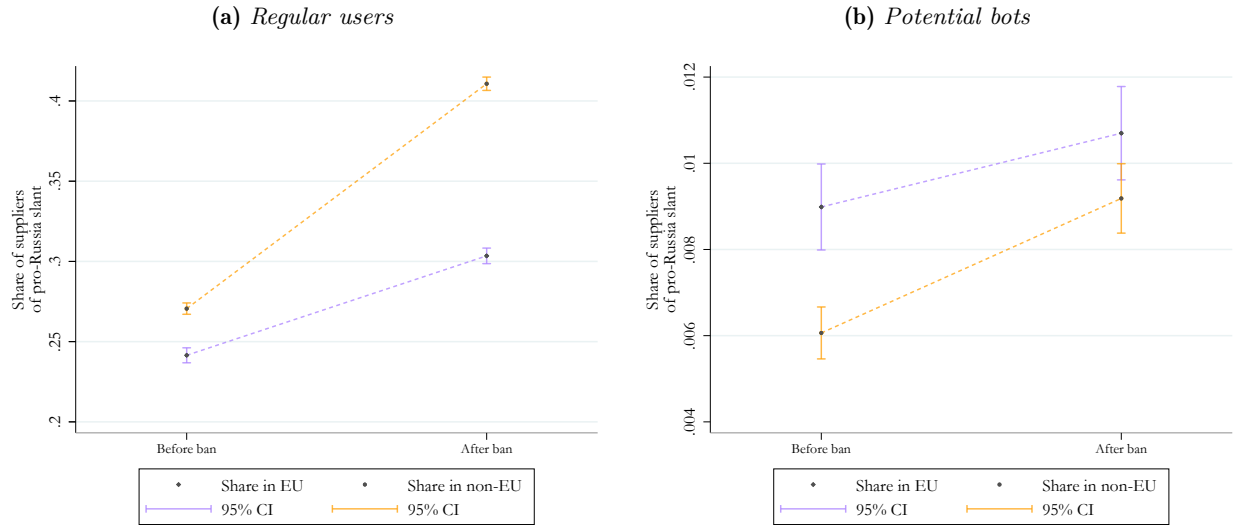 (a) Regular users
Share of suppliers
of pro-Russia slant
.4
.35
.3
.25
.2
Before ban
After ban
Share in EU
Share in non-EU
95% CI
95% CI
(b) Potential bots
Share of suppliers
of pro-Russia slant
.012
.01
.008
.006
.004
Before ban
After ban
Share in EU
Share in non-EU
95% CI
95% CI